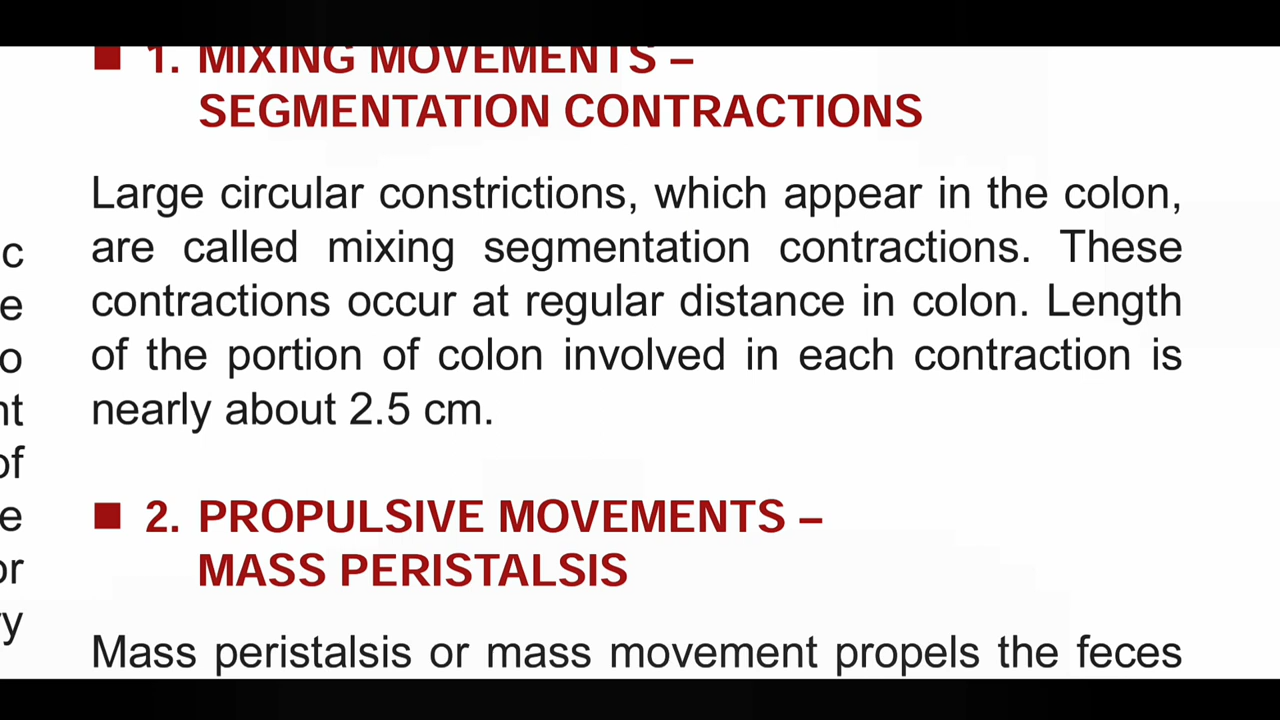 ■ 1. MIXING MOVEMENTS –
SEGMENTATION CONTRACTIONS
Large circular constrictions, which appear in the colon,
are called mixing segmentation contractions. These
contractions occur at regular distance in colon. Length
of the portion of colon involved in each contraction is
nearly about 2.5 cm.
■ 2. PROPULSIVE MOVEMENTS –
MASS PERISTALSIS
Mass peristalsis or mass movement propels the feces